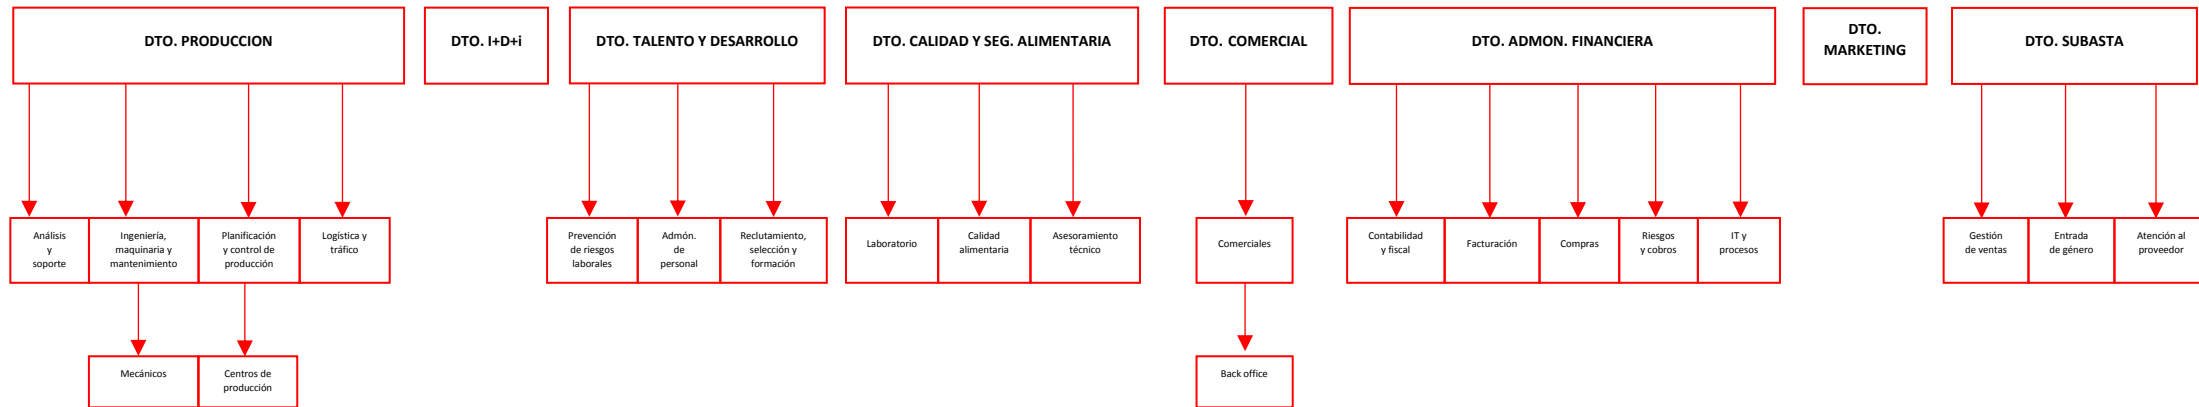 DTO. PRODUCCION
DTO. I+D+i
DTO. TALENTO Y DESARROLLO
DTO. CALIDAD Y SEG. ALIMENTARIA
DTO. COMERCIAL
DTO. ADMON. FINANCIERA
DTO.
MARKETING
DTO. SUBASTA
Análisis
y
soporte
Ingeniería,
maquinaria y
mantenimiento
Planificación
y control de
producción
Logística y
tráfico
Prevención
de riesgos
laborales
Admón.
de
personal
Reclutamiento,
selección y
formación
Laboratorio
Calidad
alimentaria
Asesoramiento
técnico
Comerciales
Contabilidad
y fiscal
Facturación
Compras
Riesgos
y cobros
IT y
procesos
Gestión
de ventas
Entrada
de género
Atención al
proveedor
Mecánicos
Centros de
producción
Back office